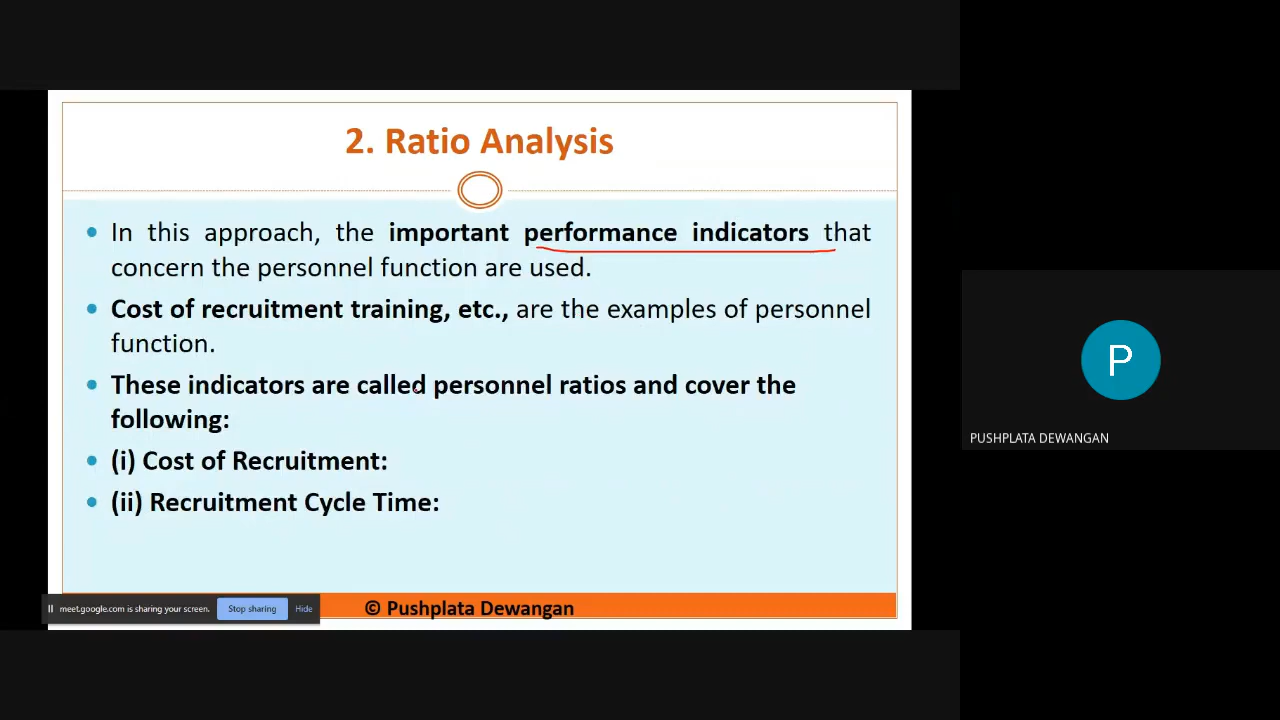 2. Ratio Analysis
• In this approach, the important performance indicators that
concern the personnel function are used.
• Cost of recruitment training, etc., are the examples of personnel
function.
• These indicators are called personnel ratios and cover the
following:
• (i) Cost of Recruitment:
• (ii) Recruitment Cycle Time:
meet.google.com is sharing your screen. Stop sharing Hide
© Pushplata Dewangan
P
PUSHPLATA DEWANGAN